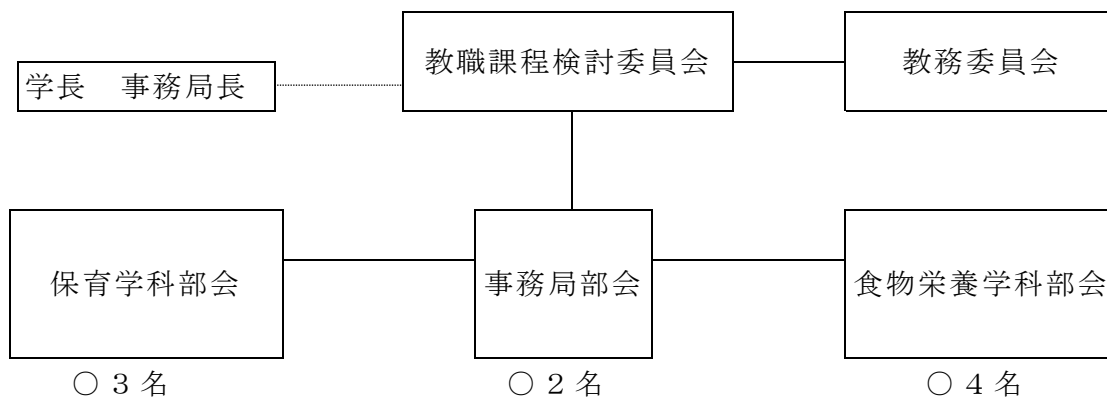 教職課程検討委員会
教務委員会
学長　事務局長
保育学科部会
事務局部会
食物栄養学科部会
○３名
○２名
○４名